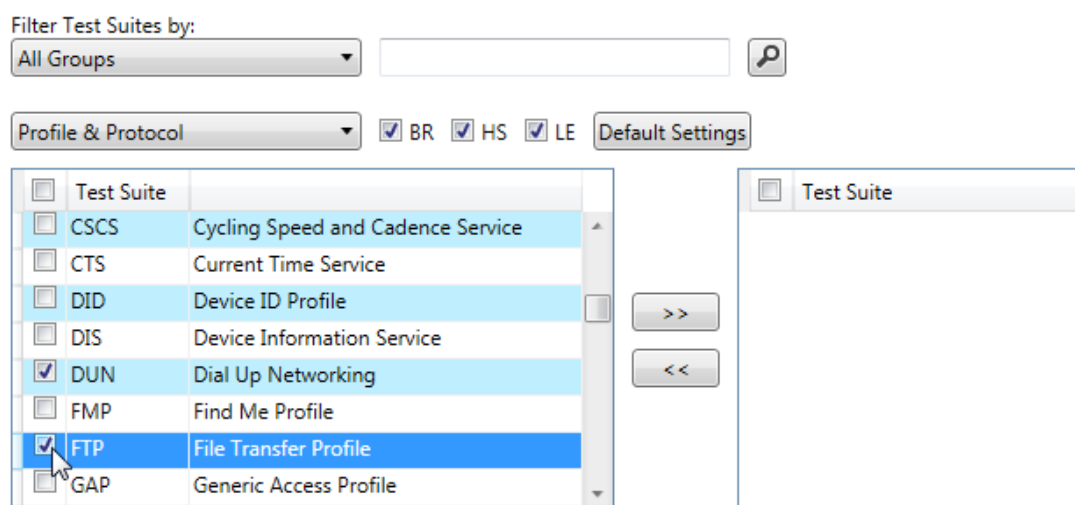 Filter Test Suites by:
All Groups
Profile & Protocol BR HS LE Default Settings
Test Suite Test Suite
CSCS Cycling Speed and Cadence Service
CTS Current Time Service
DID Device ID Profile
>>
DIS Device Information Service
<<
DUN Dial Up Networking
FMP Find Me Profile
FTP File Transfer Profile
GAP Generic Access Profile